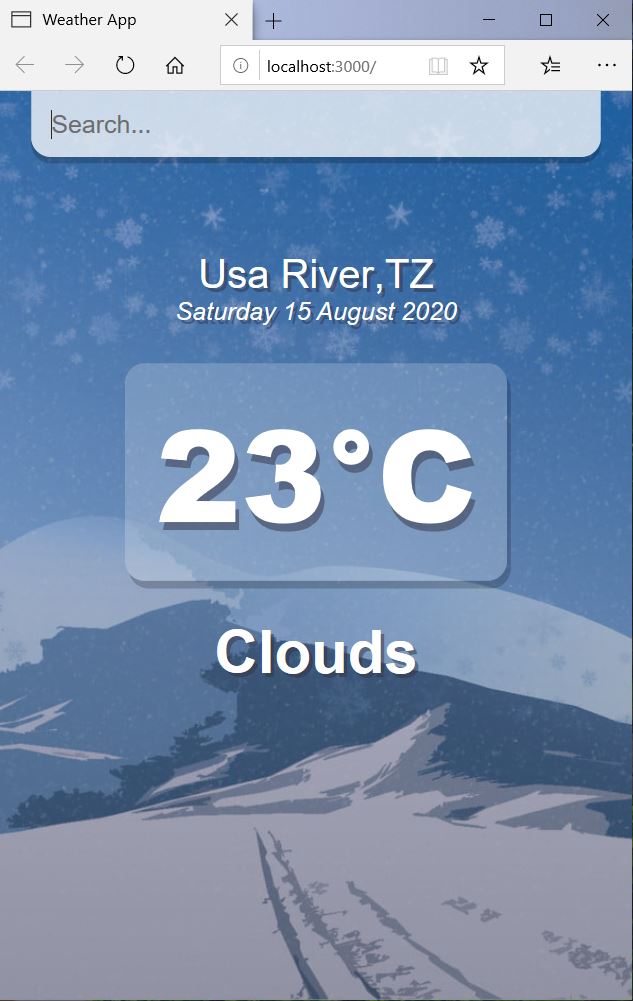 Weather App
localhost:3000/
Search...
Usa River,TZ
Saturday 15 August 2020
23°C
Clouds